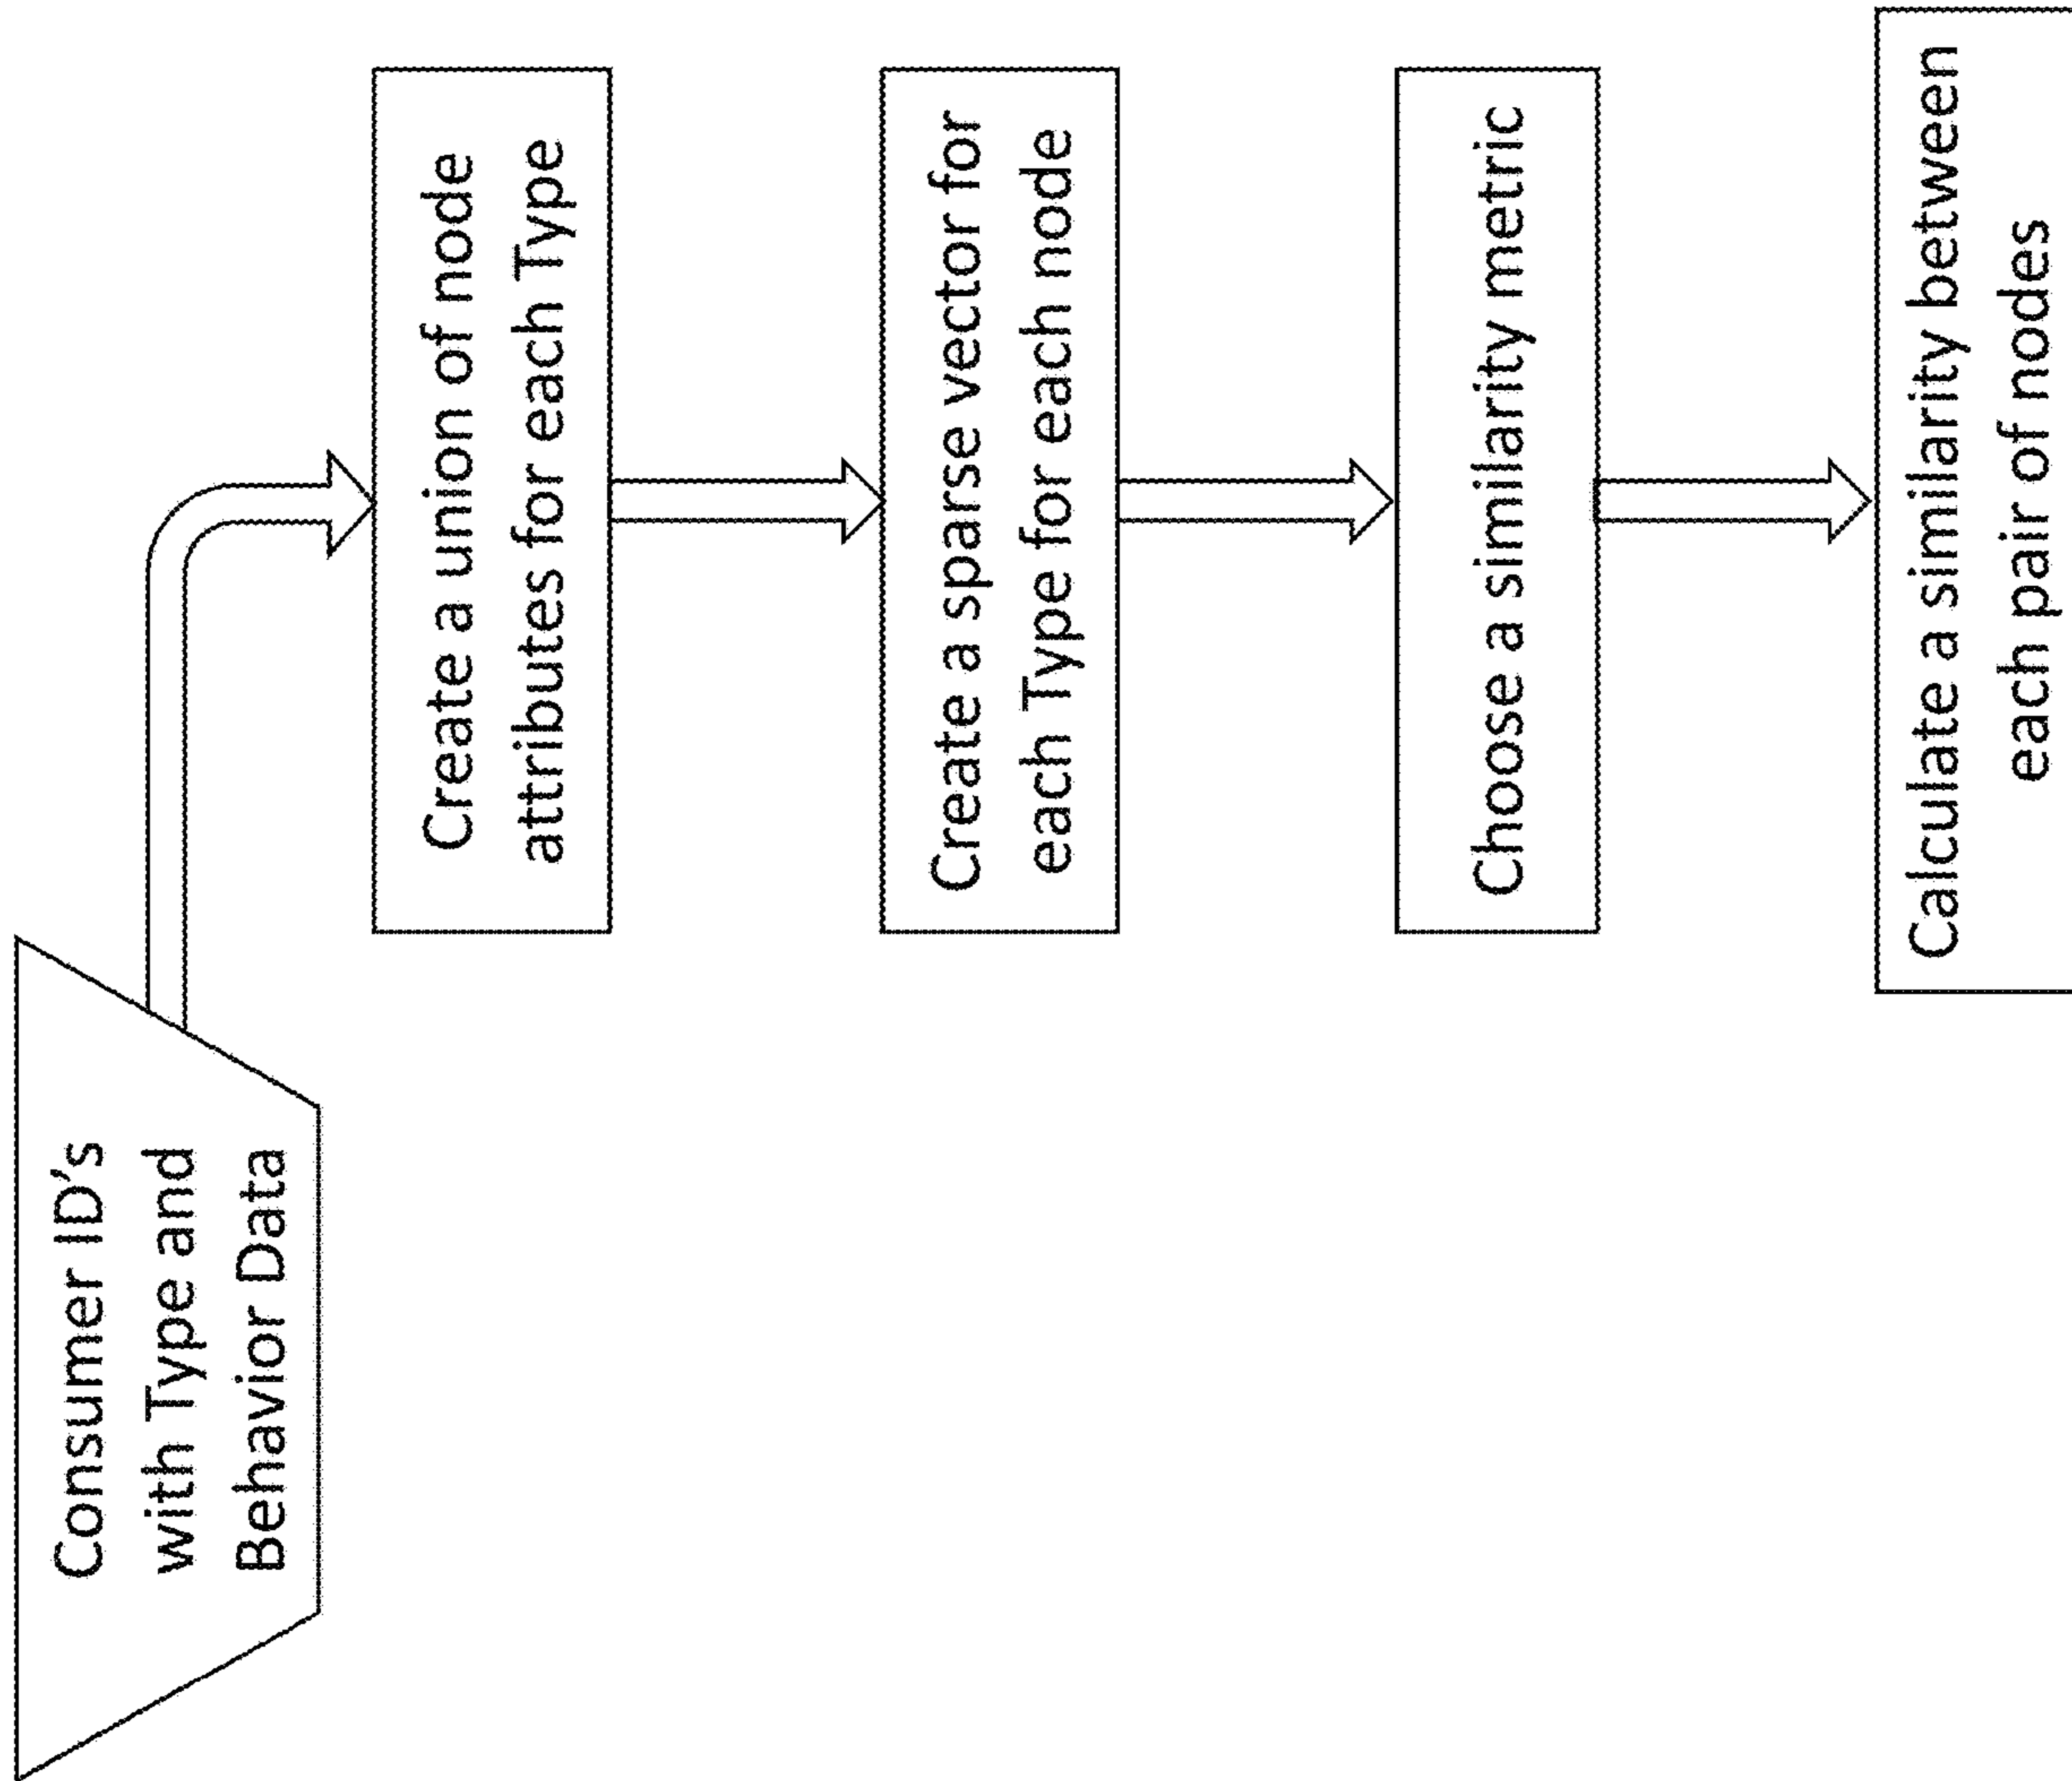 Consumer ID's
with Type and
Behavior Data
Create a union of node
attributes for each Type
Create a sparse vector for
each Type for each node
Choose a similarity metric
Calculate a similarity between
each pair of nodes